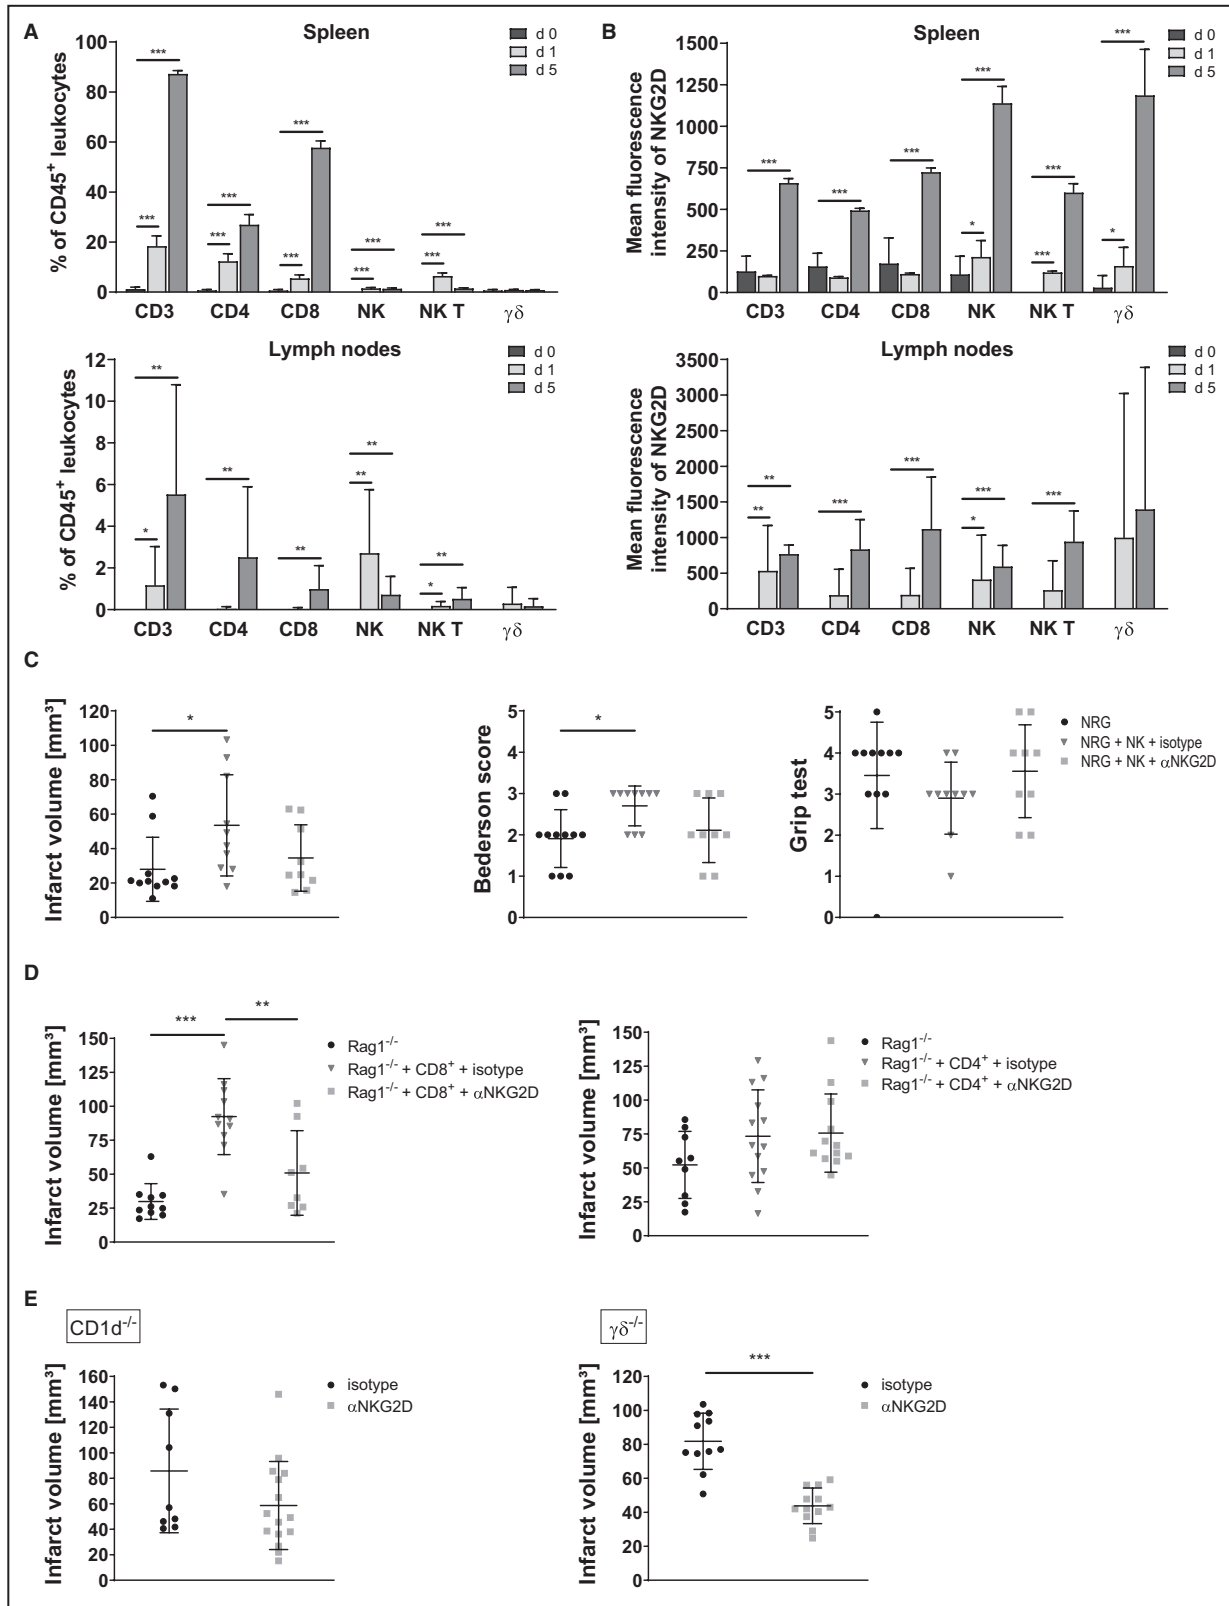 A
Spleen
d 0
d 1
d 5
% of CD45⁺ leukocytes
100
80
60
40
20
0
***
***
***
***
***
***
***
***
***
***
CD3 CD4 CD8 NK NK T γδ
Lymph nodes
d 0
d 1
d 5
% of CD45⁺ leukocytes
12
10
8
6
4
2
0
**
*
**
**
**
**
**
*
CD3 CD4 CD8 NK NK T γδ
B
Spleen
d 0
d 1
d 5
Mean fluorescence
intensity of NKG2D
1500
1250
1000
750
500
250
0
***
***
***
***
*
***
***
***
*
CD3 CD4 CD8 NK NK T γδ
Lymph nodes
d 0
d 1
d 5
Mean fluorescence
intensity of NKG2D
3500
3000
2500
2000
1500
1000
500
0
**
**
***
***
***
*
***
CD3 CD4 CD8 NK NK T γδ
C
Infarct volume [mm³]
120
100
80
60
40
20
0
*
Bederson score
5
4
3
2
1
0
*
Grip test
5
4
3
2
1
0
NRG
NRG + NK + isotype
NRG + NK + αNKG2D
D
Infarct volume [mm³]
150
125
100
75
50
25
0
***
**
Rag1⁻/⁻
Rag1⁻/⁻ + CD8⁺ + isotype
Rag1⁻/⁻ + CD8⁺ + αNKG2D
Infarct volume [mm³]
150
125
100
75
50
25
0
Rag1⁻/⁻
Rag1⁻/⁻ + CD4⁺ + isotype
Rag1⁻/⁻ + CD4⁺ + αNKG2D
E
CD1d⁻/⁻
Infarct volume [mm³]
160
140
120
100
80
60
40
20
0
isotype
αNKG2D
γδ⁻/⁻
Infarct volume [mm³]
120
100
80
60
40
20
0
***
isotype
αNKG2D